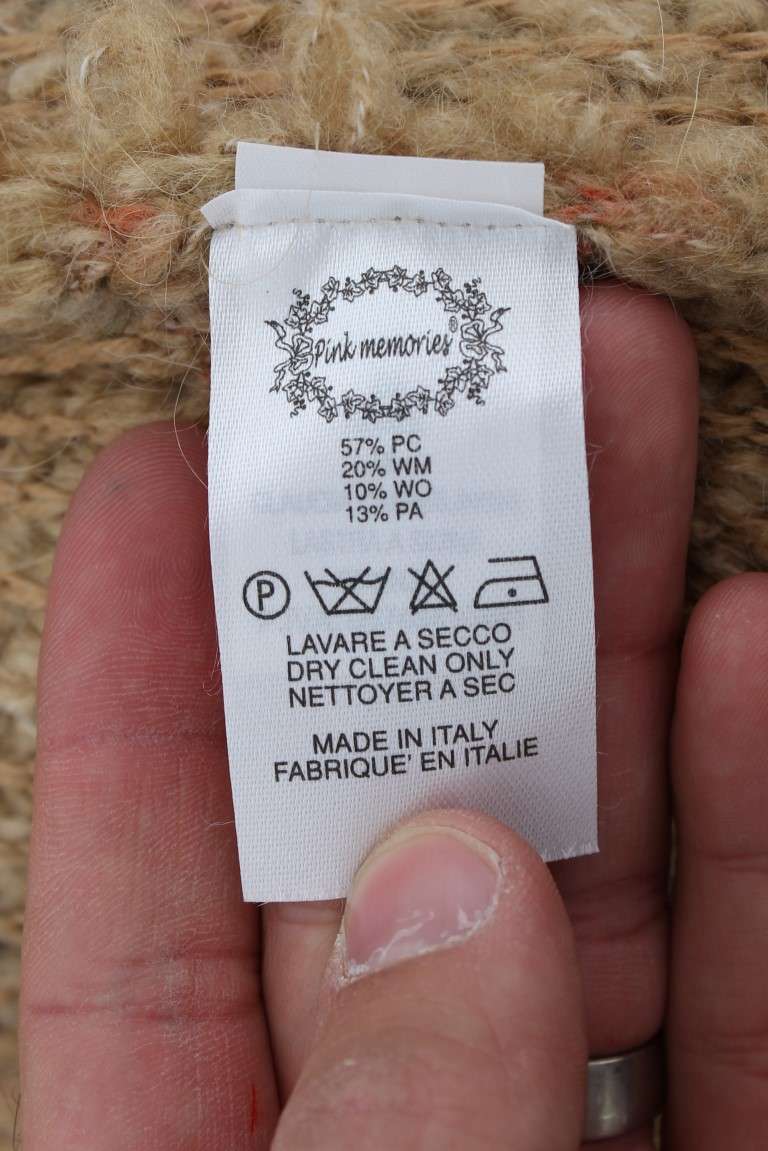 Pink memories®
57% PC
20% WM
10% WO
13% PA
P
LAVARE A SECCO
DRY CLEAN ONLY
NETTOYER A SEC
MADE IN ITALY
FABRIQUE' EN ITALIE